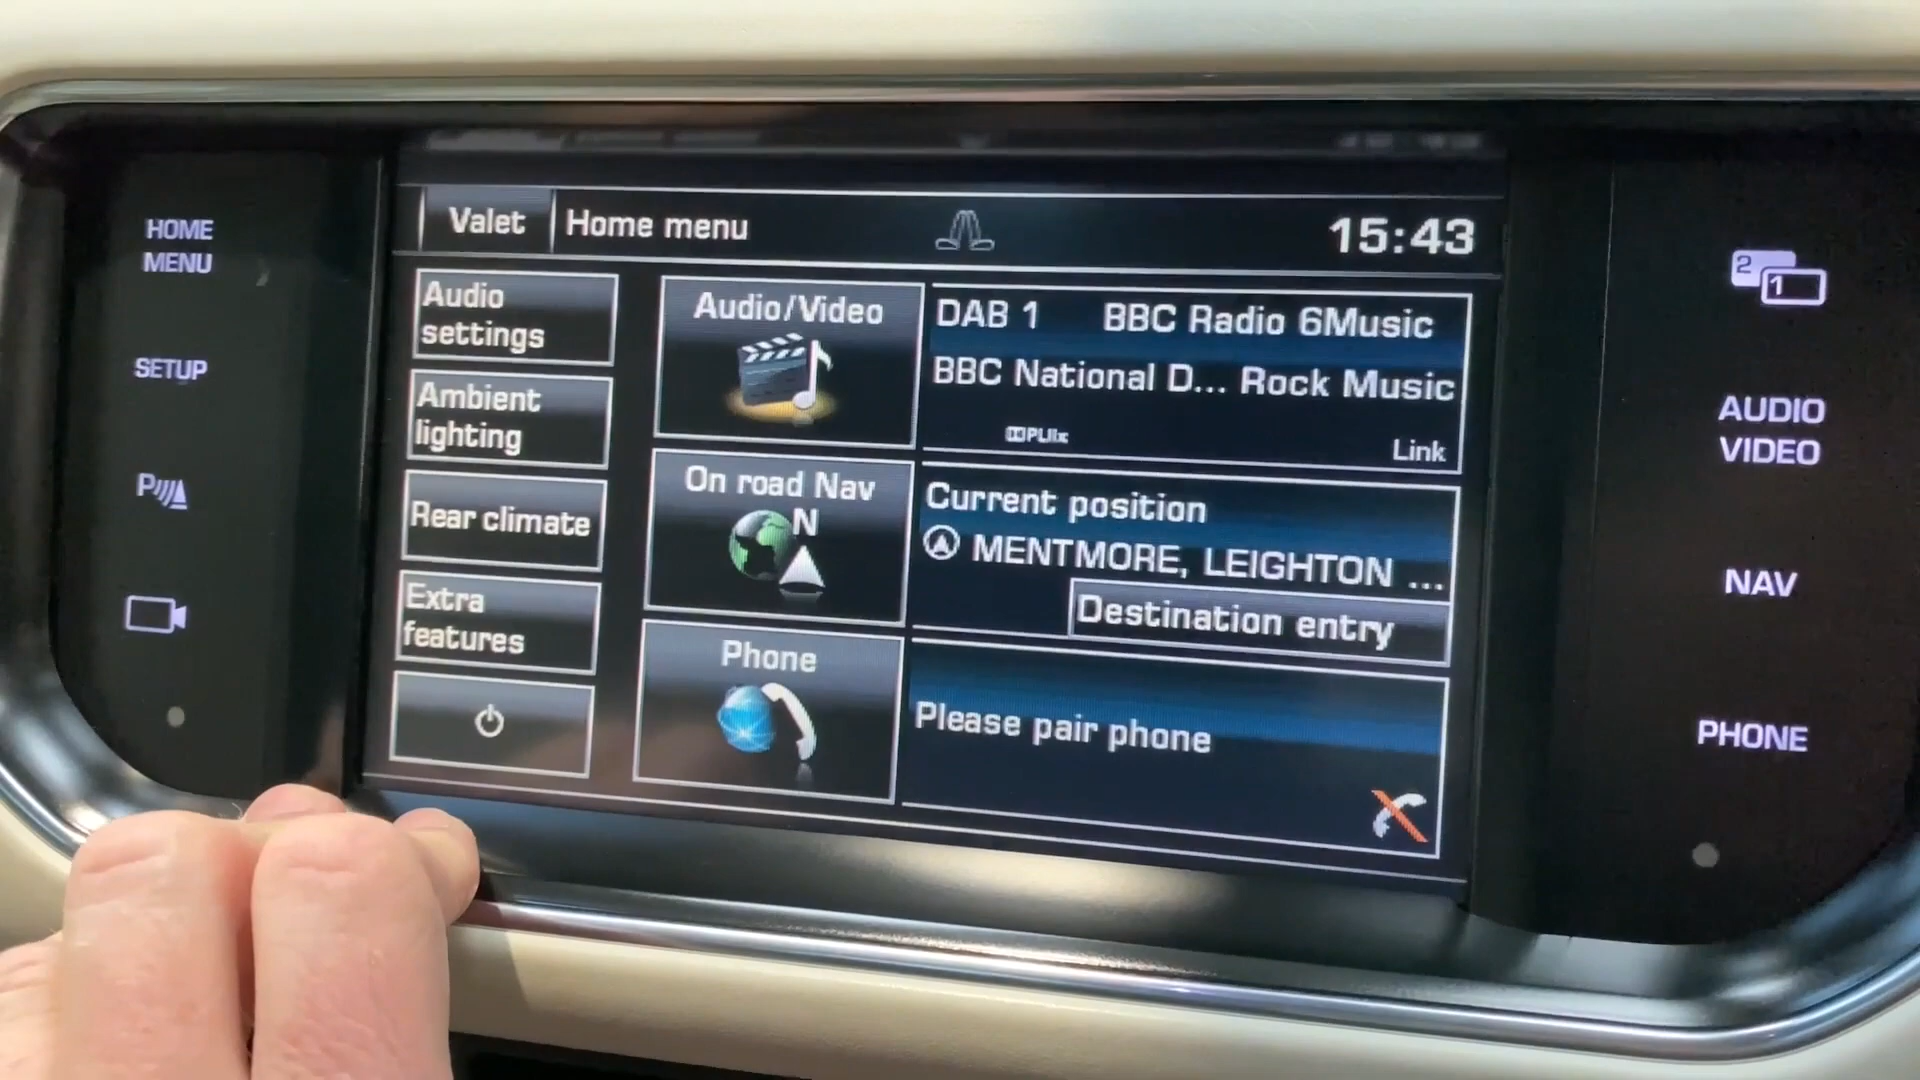 HOME
MENU
SETUP
P
Valet
Home menu
15:43
Audio
settings
Ambient
lighting
Rear climate
Extra
features
Audio/Video
DAB 1 BBC Radio 6Music
BBC National D... Rock Music
PLIIx
Link
On road Nav
N
Current position
MENTMORE, LEIGHTON ...
Destination entry
Phone
Please pair phone
2
1
AUDIO
VIDEO
NAV
PHONE